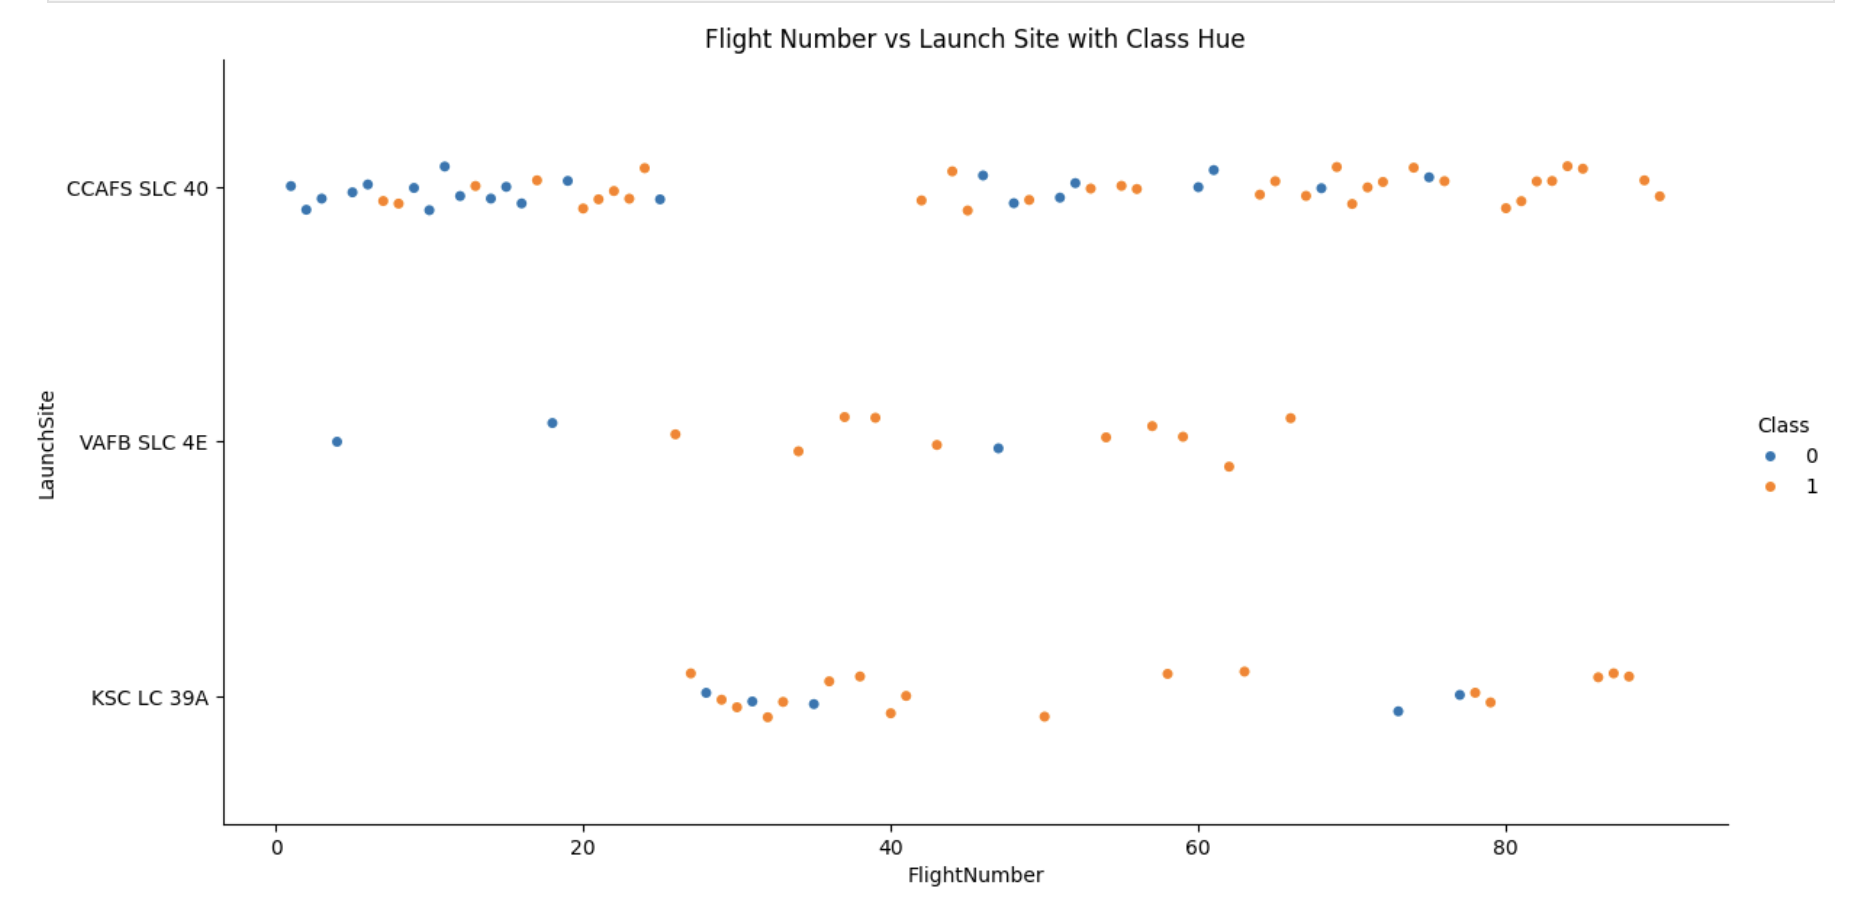 Flight Number vs Launch Site with Class Hue
CCAFS SLC 40
VAFB SLC 4E
KSC LC 39A
LaunchSite
0 20 40 60 80
FlightNumber
Class
0
1